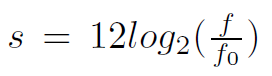 s = 12log₂(f/f₀)